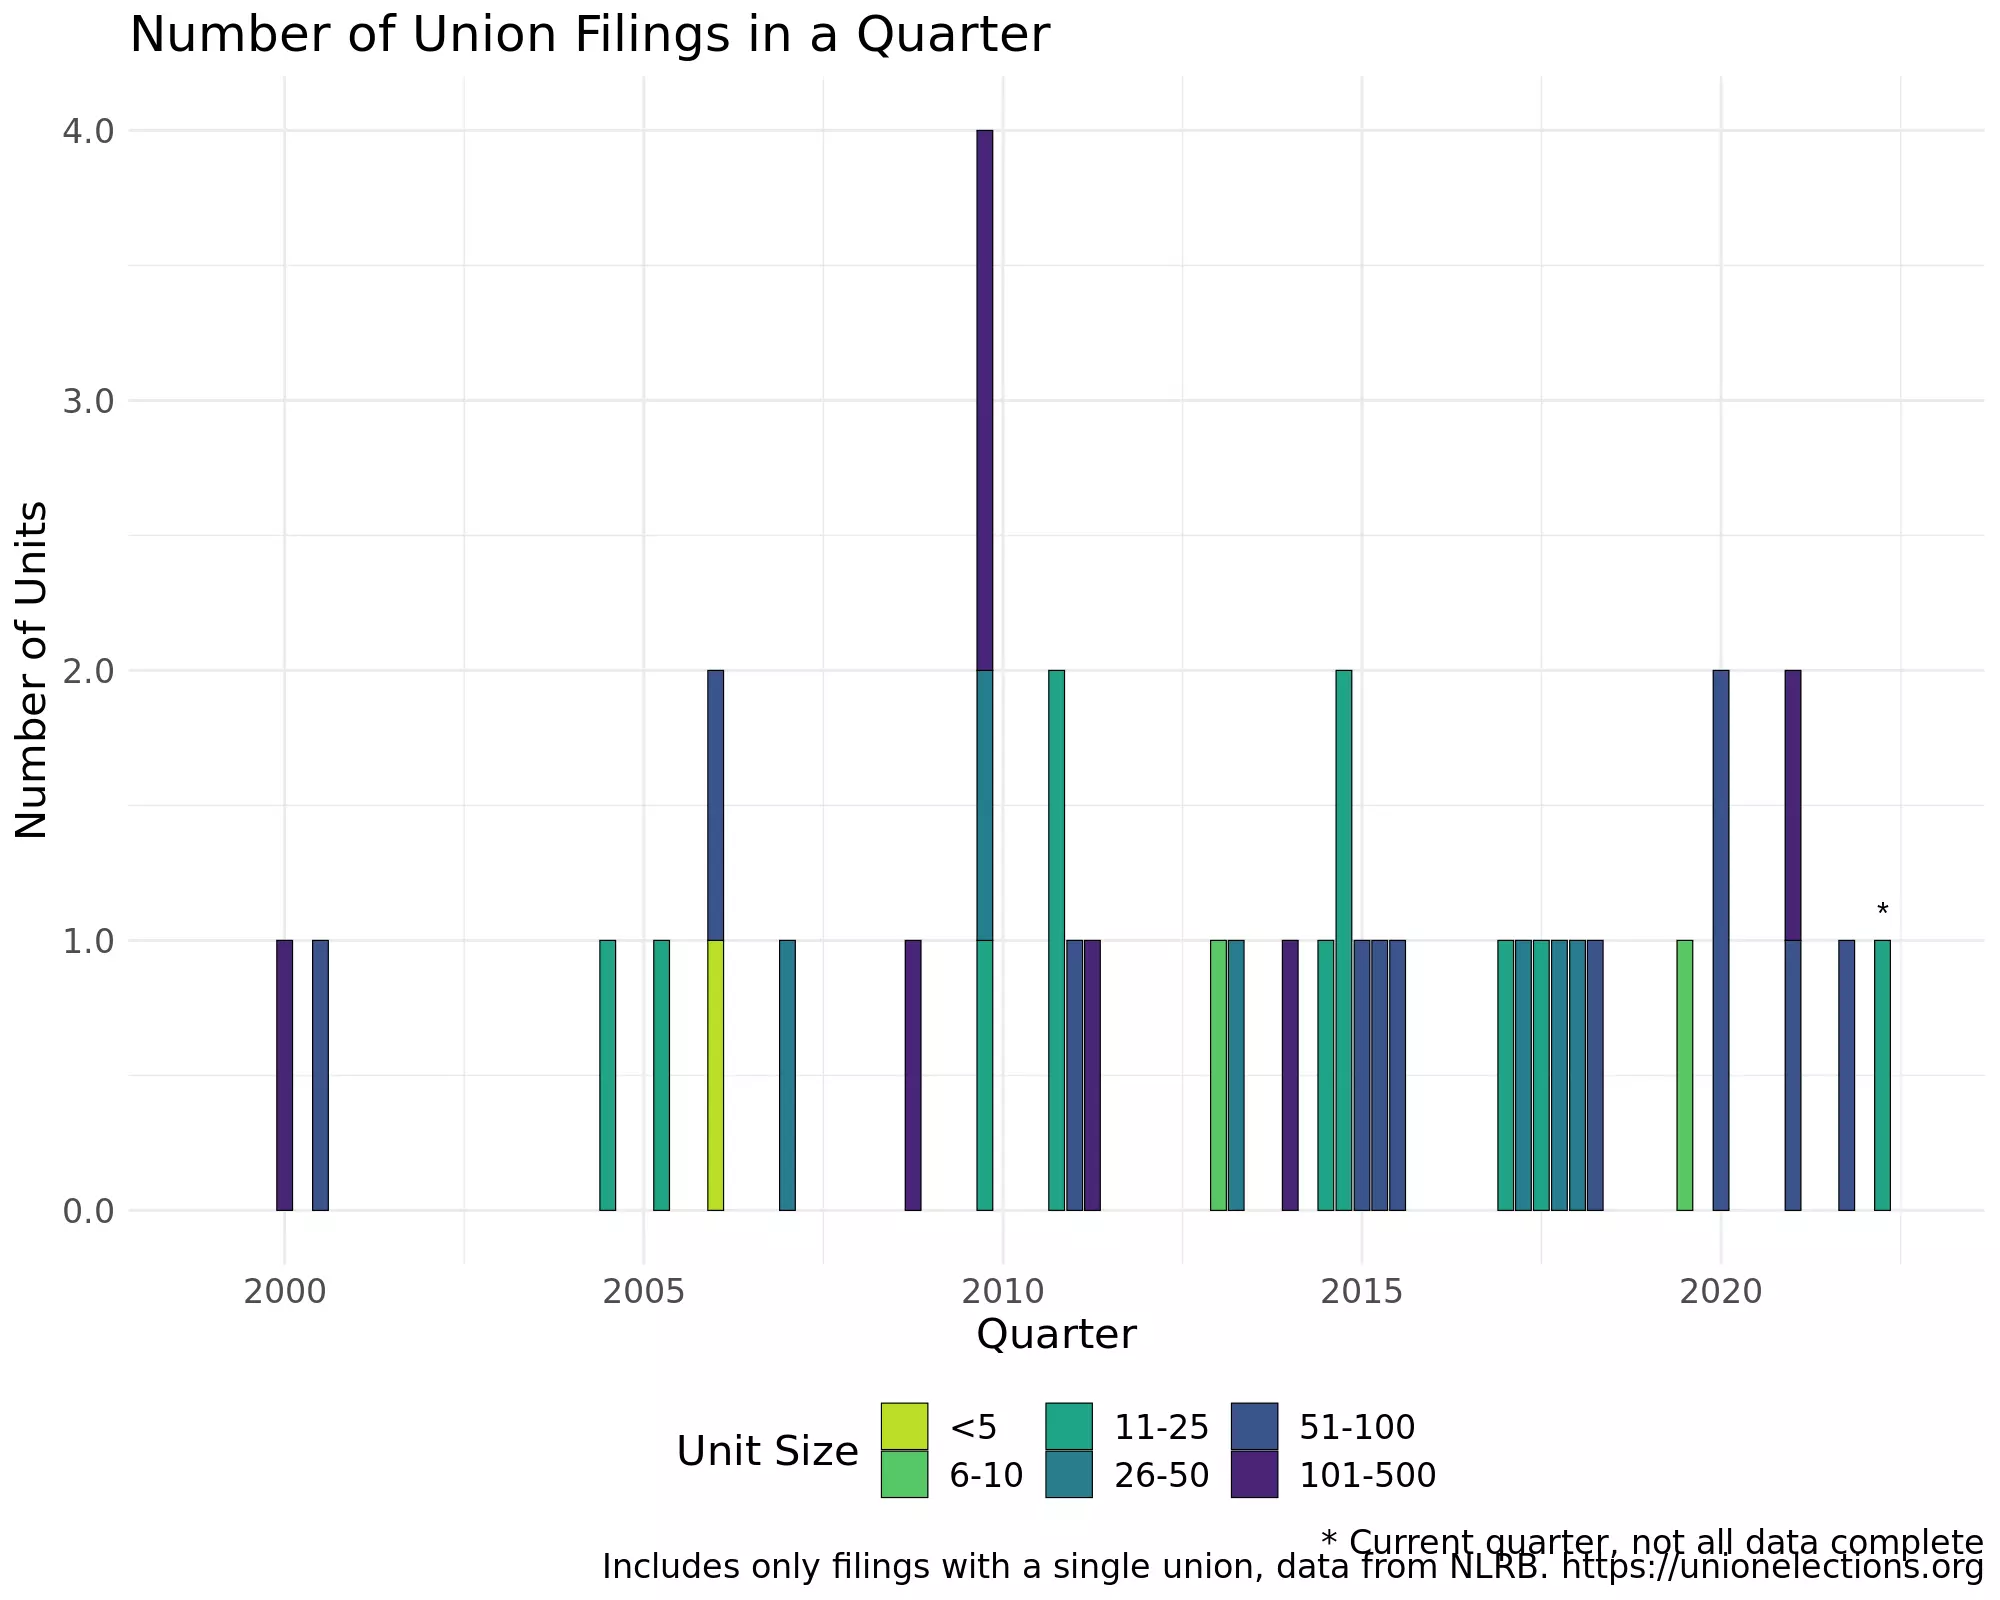 Number of Union Filings in a Quarter
Number of Units
4.0
3.0
2.0
1.0
0.0
*
2000 2005 2010 2015 2020
Quarter
Unit Size
<5 11-25 51-100
6-10 26-50 101-500
* Current quarter, not all data complete
Includes only filings with a single union, data from NLRB. https://unionelections.org